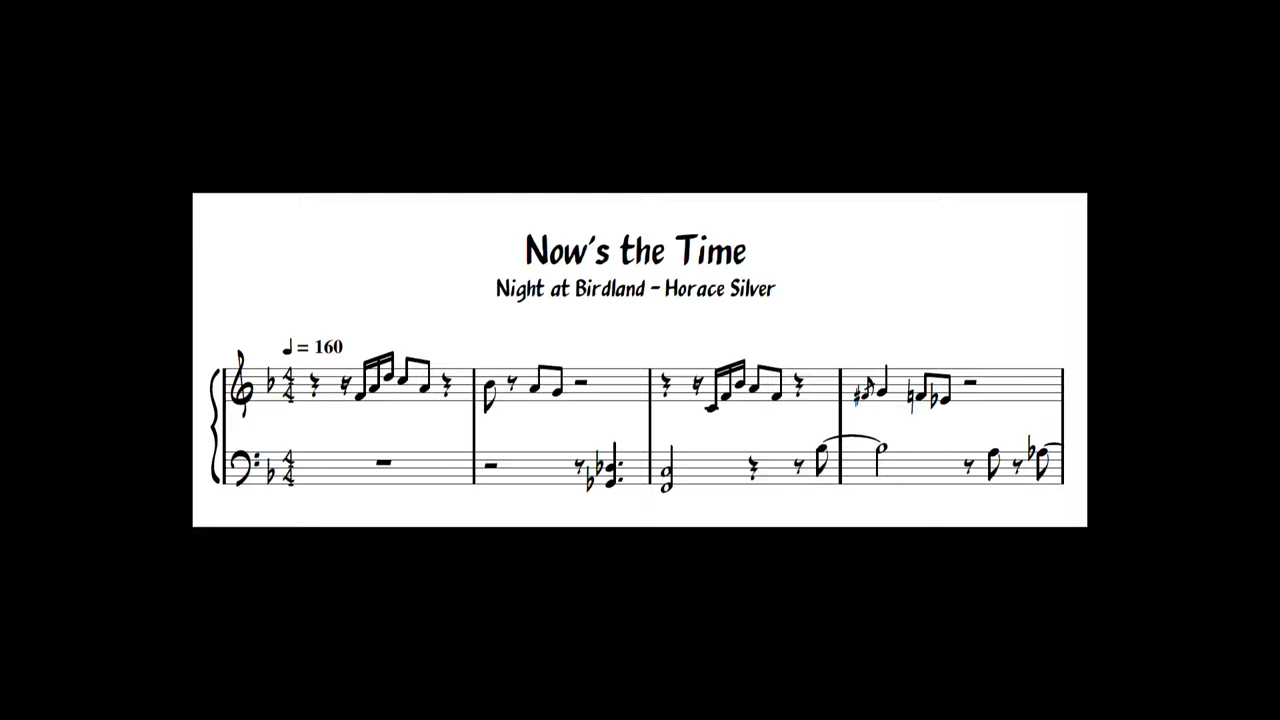 Now's the Time
Night at Birdland - Horace Silver
♩ = 160